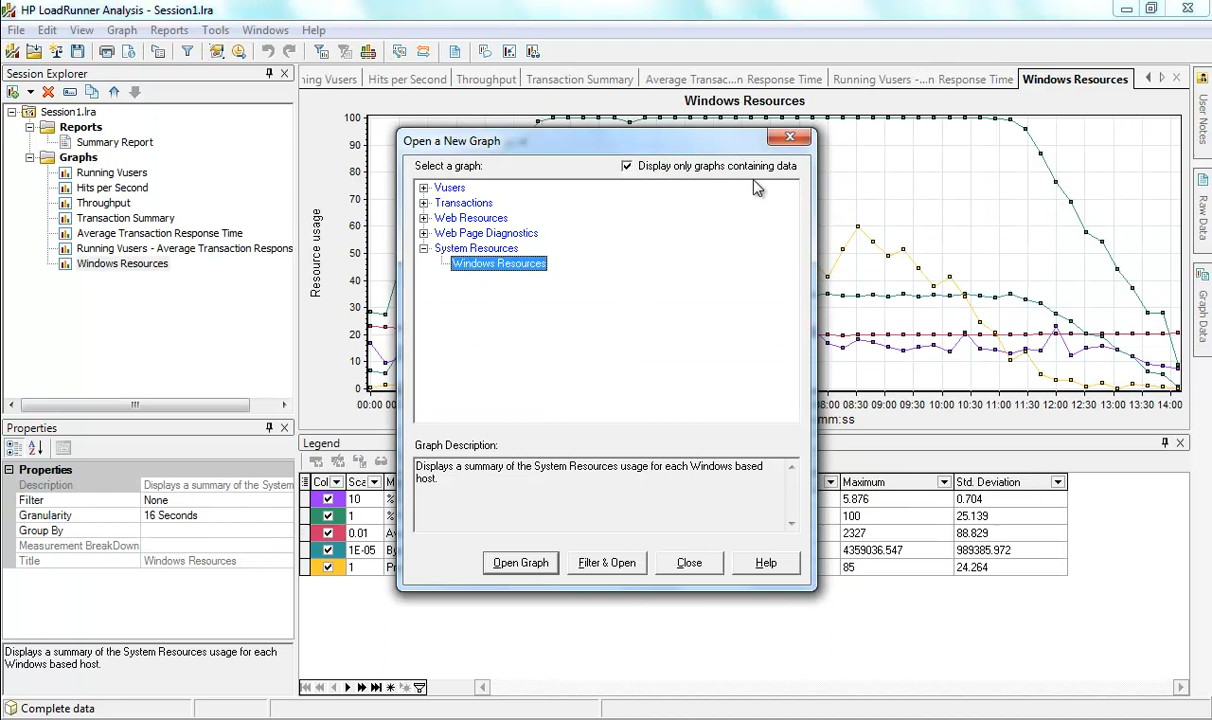 HP LoadRunner Analysis - Session1.lra
File Edit View Graph Reports Tools Windows Help
Session Explorer
Session1.lra
Reports
Summary Report
Graphs
Running Vusers
Hits per Second
Throughput
Transaction Summary
Average Transaction Response Time
Running Vusers - Average Transaction Respons
Windows Resources
Properties
Properties
Description Displays a summary of the System
Filter None
Granularity 16 Seconds
Group By
Measurement BreakDown
Title Windows Resources
Displays a summary of the System Resources usage for each
Windows based host.
Complete data
ning Vusers Hits per Second Throughput Transaction Summary Average Transac...n Response Time Running Vusers -...n Response Time Windows Resources
Windows Resources
Resource usage
100
90
80
70
60
50
40
30
20
10
0
00:00 08:00 08:30 09:00 09:30 10:00 10:30 11:00 11:30 12:00 12:30 13:00 13:30 14:00
mm:ss
Open a New Graph
Select a graph: Display only graphs containing data
Vusers
Transactions
Web Resources
Web Page Diagnostics
System Resources
Windows Resources
Graph Description:
Displays a summary of the System Resources usage for each Windows based
host.
Open Graph Filter & Open Close Help
Legend
Col Sca M Maximum Std. Deviation
10 % 5.876 0.704
1 % 100 25.139
0.01 Av 2327 88.829
1E-05 By 4359036.547 989385.972
1 Pr 85 24.264
User Notes
Raw Data
Graph Data